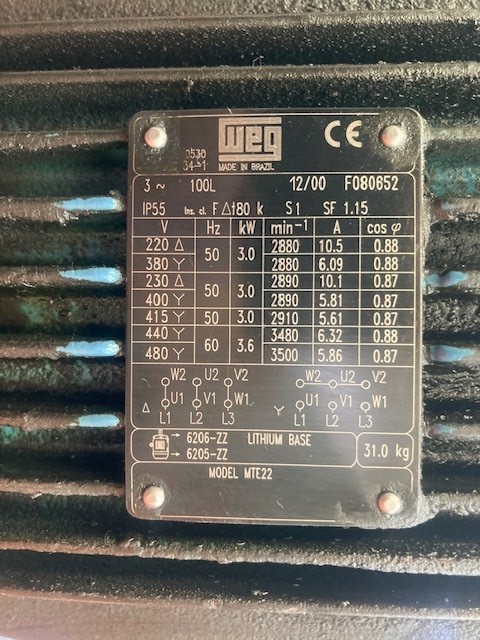 WEG
CE
0530
34-1
MADE IN BRAZIL
3 ~ 100L 12/00 F080652
IP55 Ins. cl. F Δt80 k S1 SF 1.15
V Hz kW min⁻¹ A cos φ
220 Δ 50 3.0 2880 10.5 0.88
380 Y 2880 6.09 0.88
230 Δ 50 3.0 2890 10.1 0.87
400 Y 2890 5.81 0.87
415 Y 50 3.0 2910 5.61 0.87
440 Y 60 3.6 3480 6.32 0.88
480 Y 3500 5.86 0.87
W2 U2 V2 W2 U2 V2
U1 V1 W1 U1 V1 W1
Δ L1 L2 L3 Y L1 L2 L3
6206-ZZ LITHIUM BASE
6205-ZZ 31.0 kg
MODEL MTE22